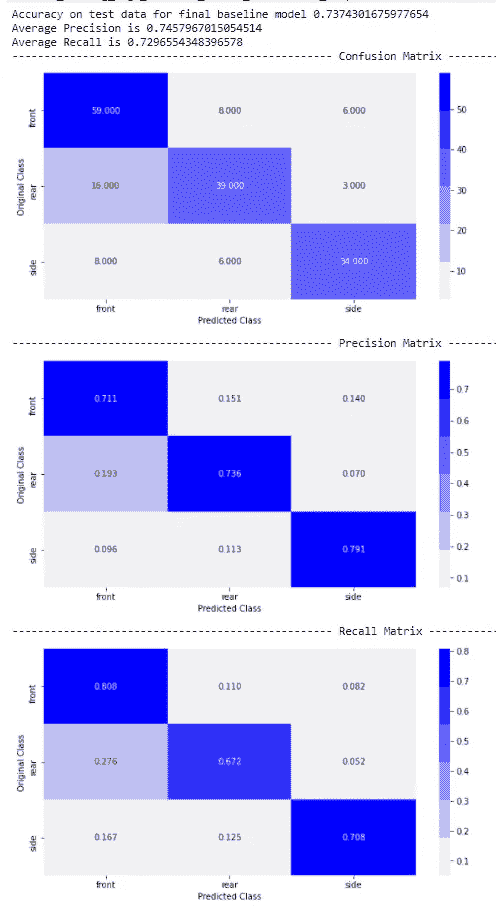 Accuracy on test data for final baseline model 0.7374301675977654
Average Precision is 0.7457967015054514
Average Recall is 0.7296554348396578
-------------------------------------------- Confusion Matrix -------
59.000 8.000 6.000
16.000 39.000 3.000
8.000 6.000 34.000
front
rear
side
Original Class
front rear side
Predicted Class
50
40
30
20
10
-------------------------------------------- Precision Matrix -------
0.711 0.151 0.140
0.193 0.736 0.070
0.096 0.113 0.791
front
rear
side
Original Class
front rear side
Predicted Class
0.7
0.6
0.5
0.4
0.3
0.2
0.1
-------------------------------------------- Recall Matrix ----------
0.808 0.110 0.082
0.276 0.672 0.052
0.167 0.125 0.708
front
rear
side
Original Class
front rear side
Predicted Class
0.8
0.7
0.6
0.5
0.4
0.3
0.2
0.1